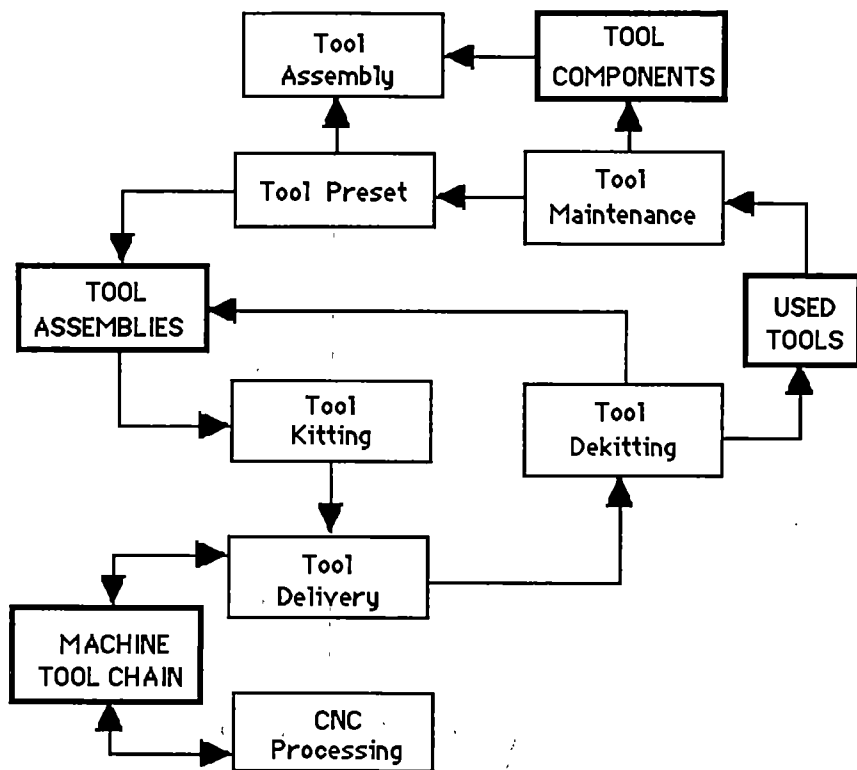 Tool
Assembly
TOOL
COMPONENTS
Tool Preset
Tool
Maintenance
TOOL
ASSEMBLIES
USED
TOOLS
Tool
Kitting
Tool
Dekitting
Tool
Delivery
MACHINE
TOOL CHAIN
CNC
Processing